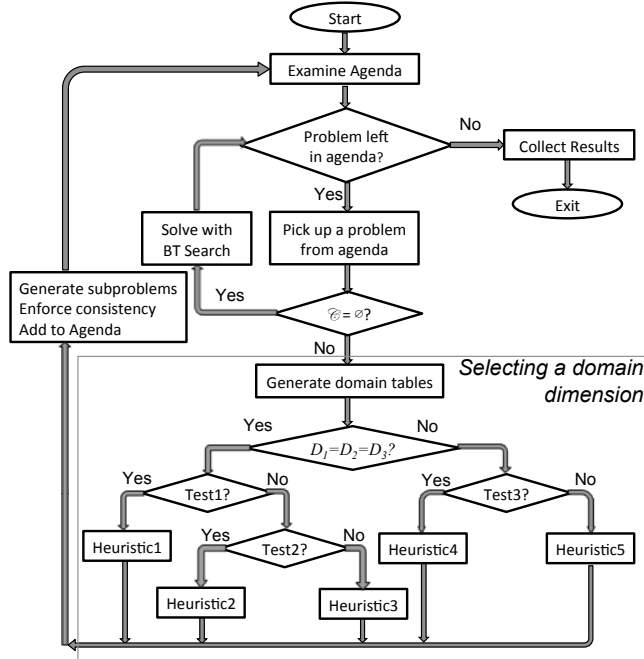 Start
Examine Agenda
Problem left
in agenda?
No
Collect Results
Exit
Yes
Solve with
BT Search
Pick up a problem
from agenda
Generate subproblems
Enforce consistency
Add to Agenda
Yes
𝒞 = ∅?
No
Generate domain tables
Selecting a domain
dimension
Yes
No
D₁=D₂=D₃?
Yes
Test1?
No
Yes
Test3?
No
Heuristic1
Yes
Test2?
No
Heuristic4
Heuristic5
Heuristic2
Heuristic3